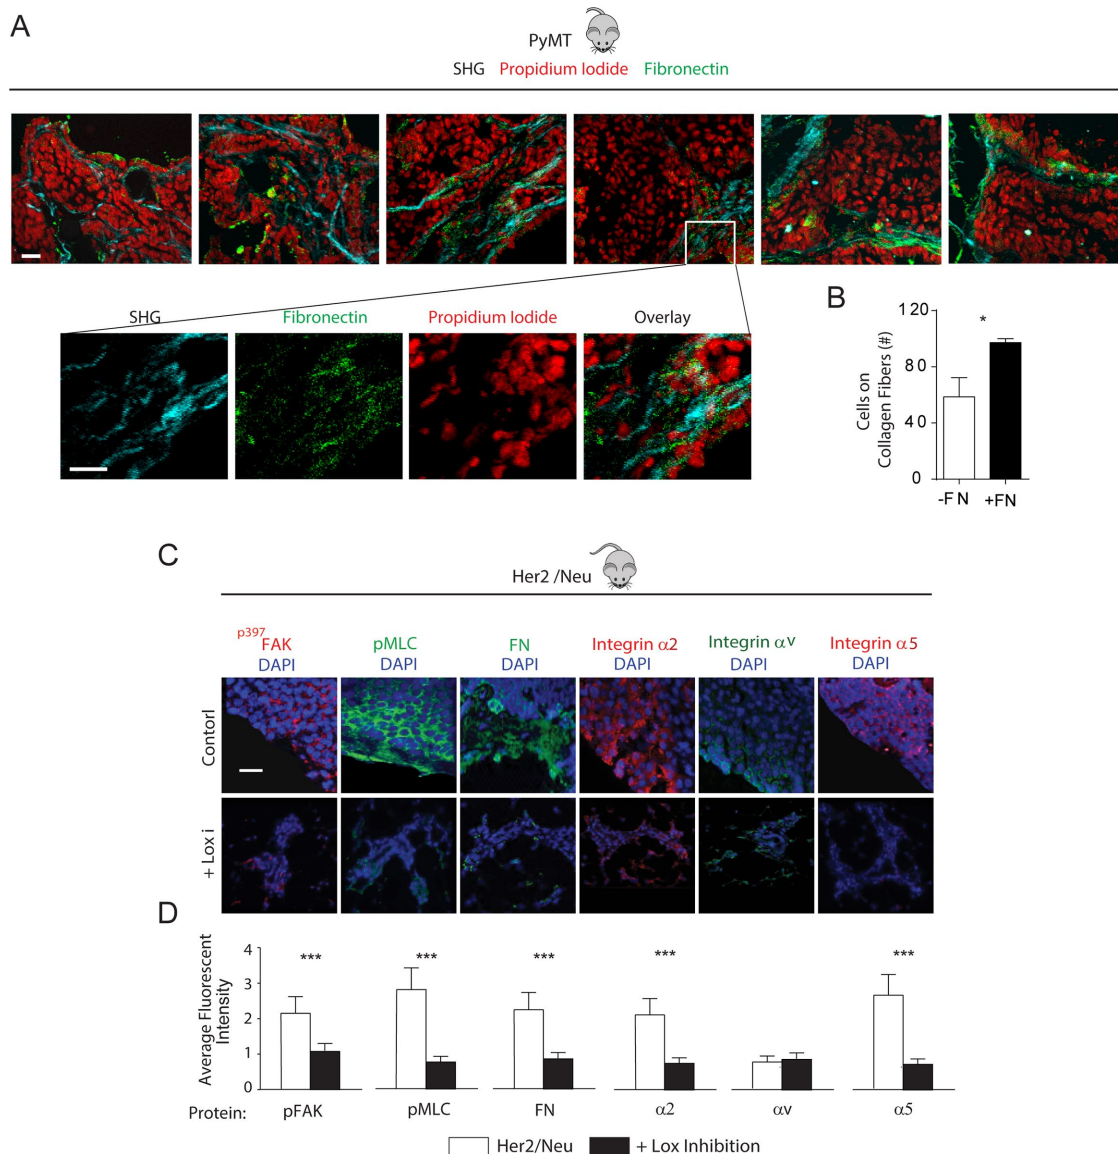 A
PyMT
SHG Propidium Iodide Fibronectin
SHG Fibronectin Propidium Iodide Overlay
B
120
80
40
0
Cells on
Collagen Fibers (#)
*
-F N +FN
C
Her2 /Neu
p397FAK pMLC FN Integrin α2 Integrin αv Integrin α5
DAPI DAPI DAPI DAPI DAPI DAPI
Contorl
+ Lox i
D
Average Fluorescent
Intensity
4
3
2
1
0
*** *** *** *** ***
Protein: pFAK pMLC FN α2 αv α5
Her2/Neu + Lox Inhibition